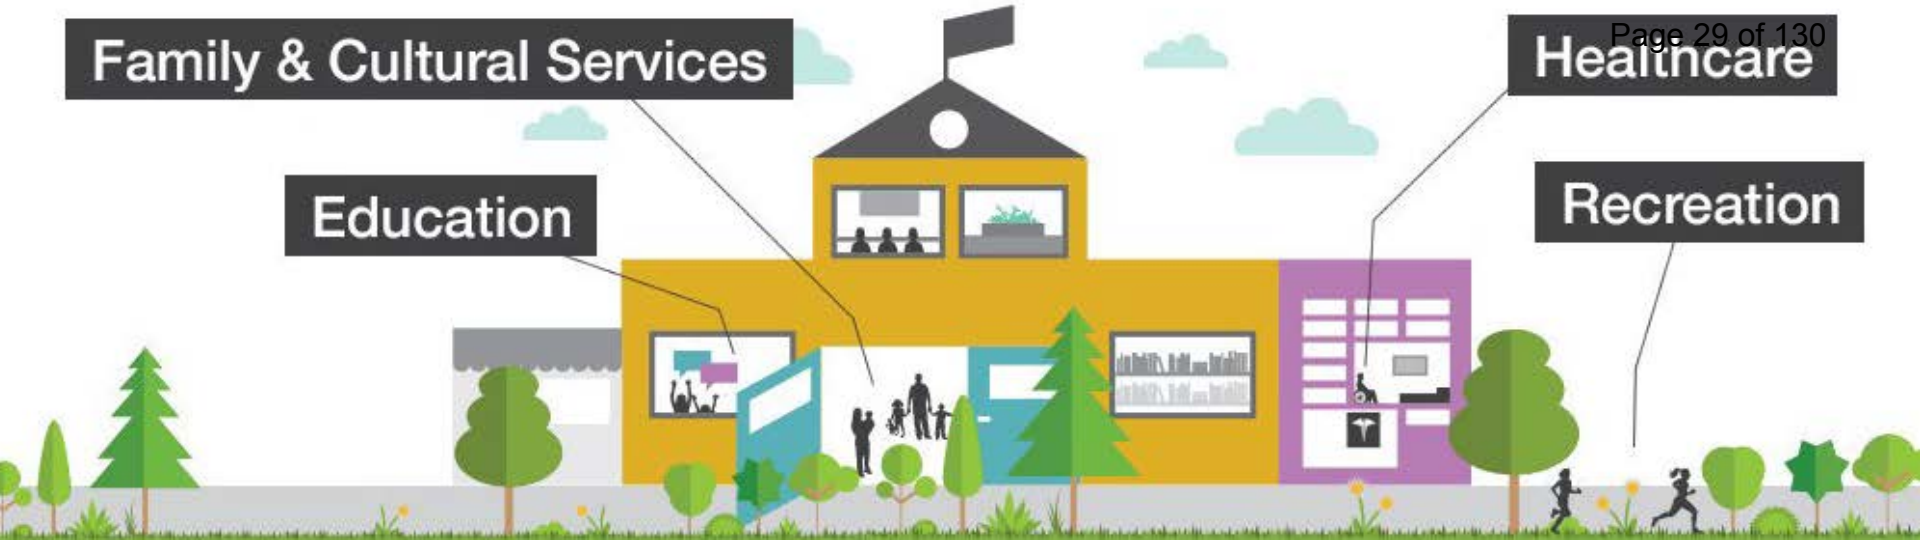 Page 29 of 130
Family & Cultural Services
Healthcare
Education
Recreation